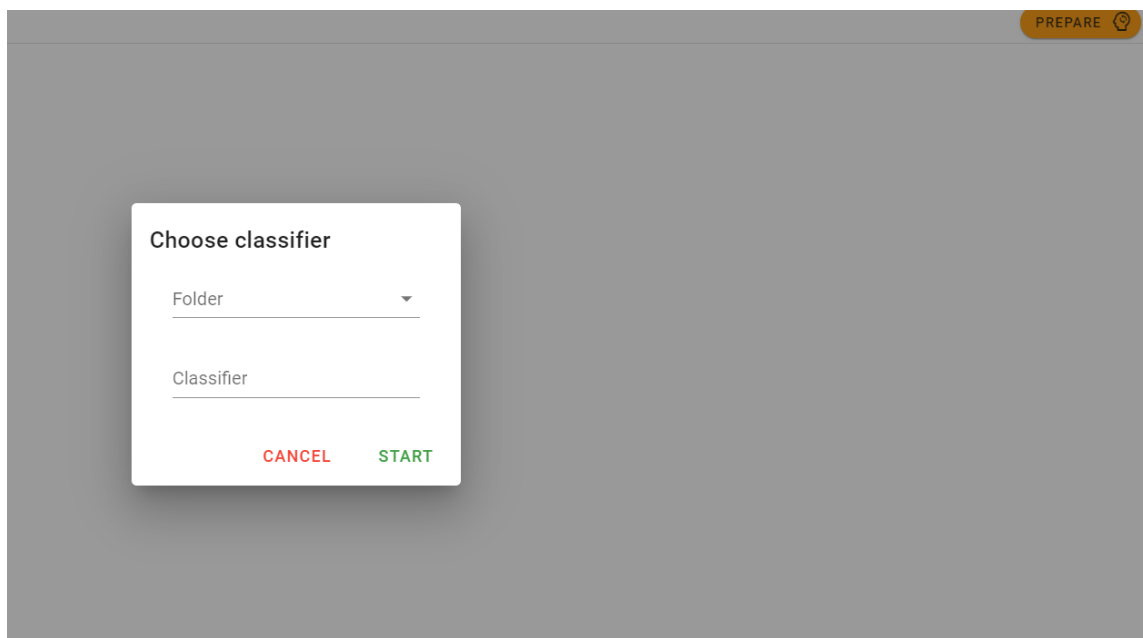 PREPARE
Choose classifier
Folder
Classifier
CANCEL START